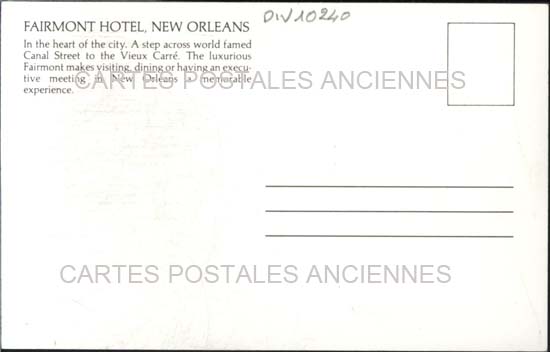 FAIRMONT HOTEL, NEW ORLEANS
DIV10240
In the heart of the city. A step across world famed
Canal Street to the Vieux Carré. The luxurious
Fairmont makes visiting, dining or having an execu-
tive meeting in New Orleans a memorable
experience.
CARTES POSTALES ANCIENNES
CARTES POSTALES ANCIENNES